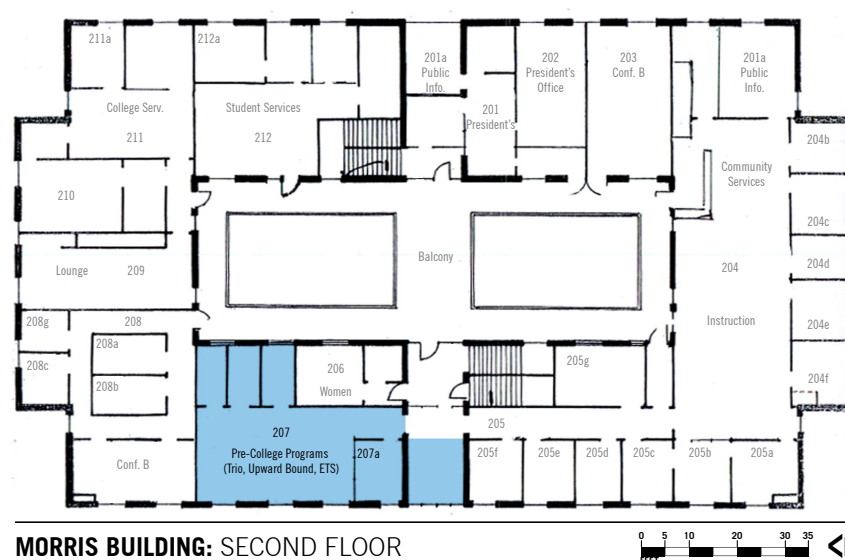 211a
212a
201a
Public
Info.
202
President's
Office
203
Conf. B
201a
Public
Info.
College Serv.
211
Student Services
212
201
President's
204b
Community
Services
210
204c
Balcony
Lounge
209
204
204d
208g
208
Instruction
204e
208a
208c
208b
206
Women
205g
204f
207
Pre-College Programs
(Trio, Upward Bound, ETS)
207a
205
205f
205e
205d
205c
205b
205a
Conf. B
MORRIS BUILDING: SECOND FLOOR
0 5 10 20 30 35